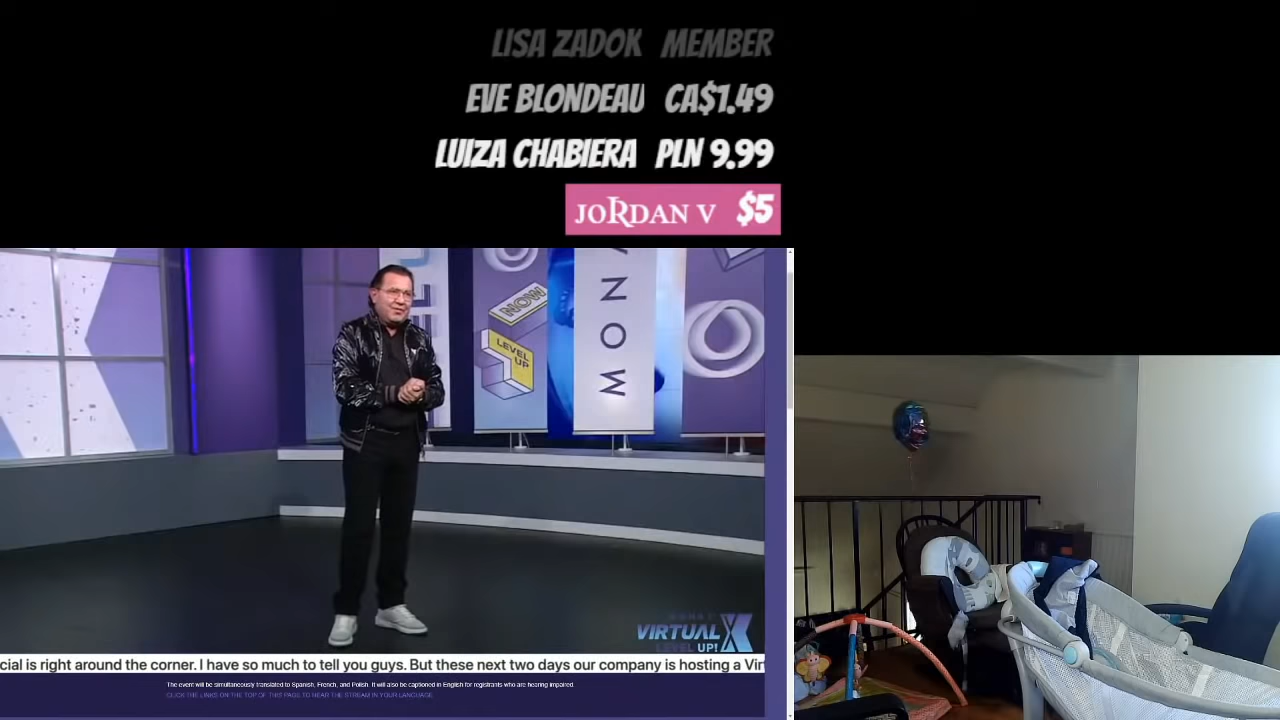 LISA ZADOK MEMBER
EVE BLONDEAU CA$1.49
LUIZA CHABIERA PLN 9.99
JORDAN V $5
NOW
LEVEL UP
MON
VIRTUAL X
LEVEL UP!
cial is right around the corner. I have so much to tell you guys. But these next two days our company is hosting a Virt
The event will be simultaneously translated to Spanish, French, and Polish. It will also be captioned in English for registrants who are hearing impaired.
CLICK THE LINKS ON THE TOP OF THIS PAGE TO HEAR THE STREAM IN YOUR LANGUAGE.